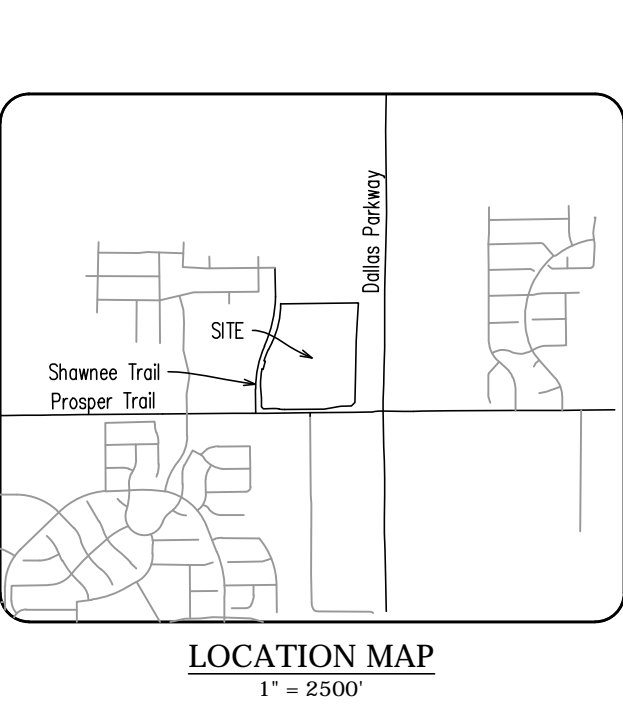 Dallas Parkway
SITE
Shawnee Trail
Prosper Trail
LOCATION MAP
1" = 2500'